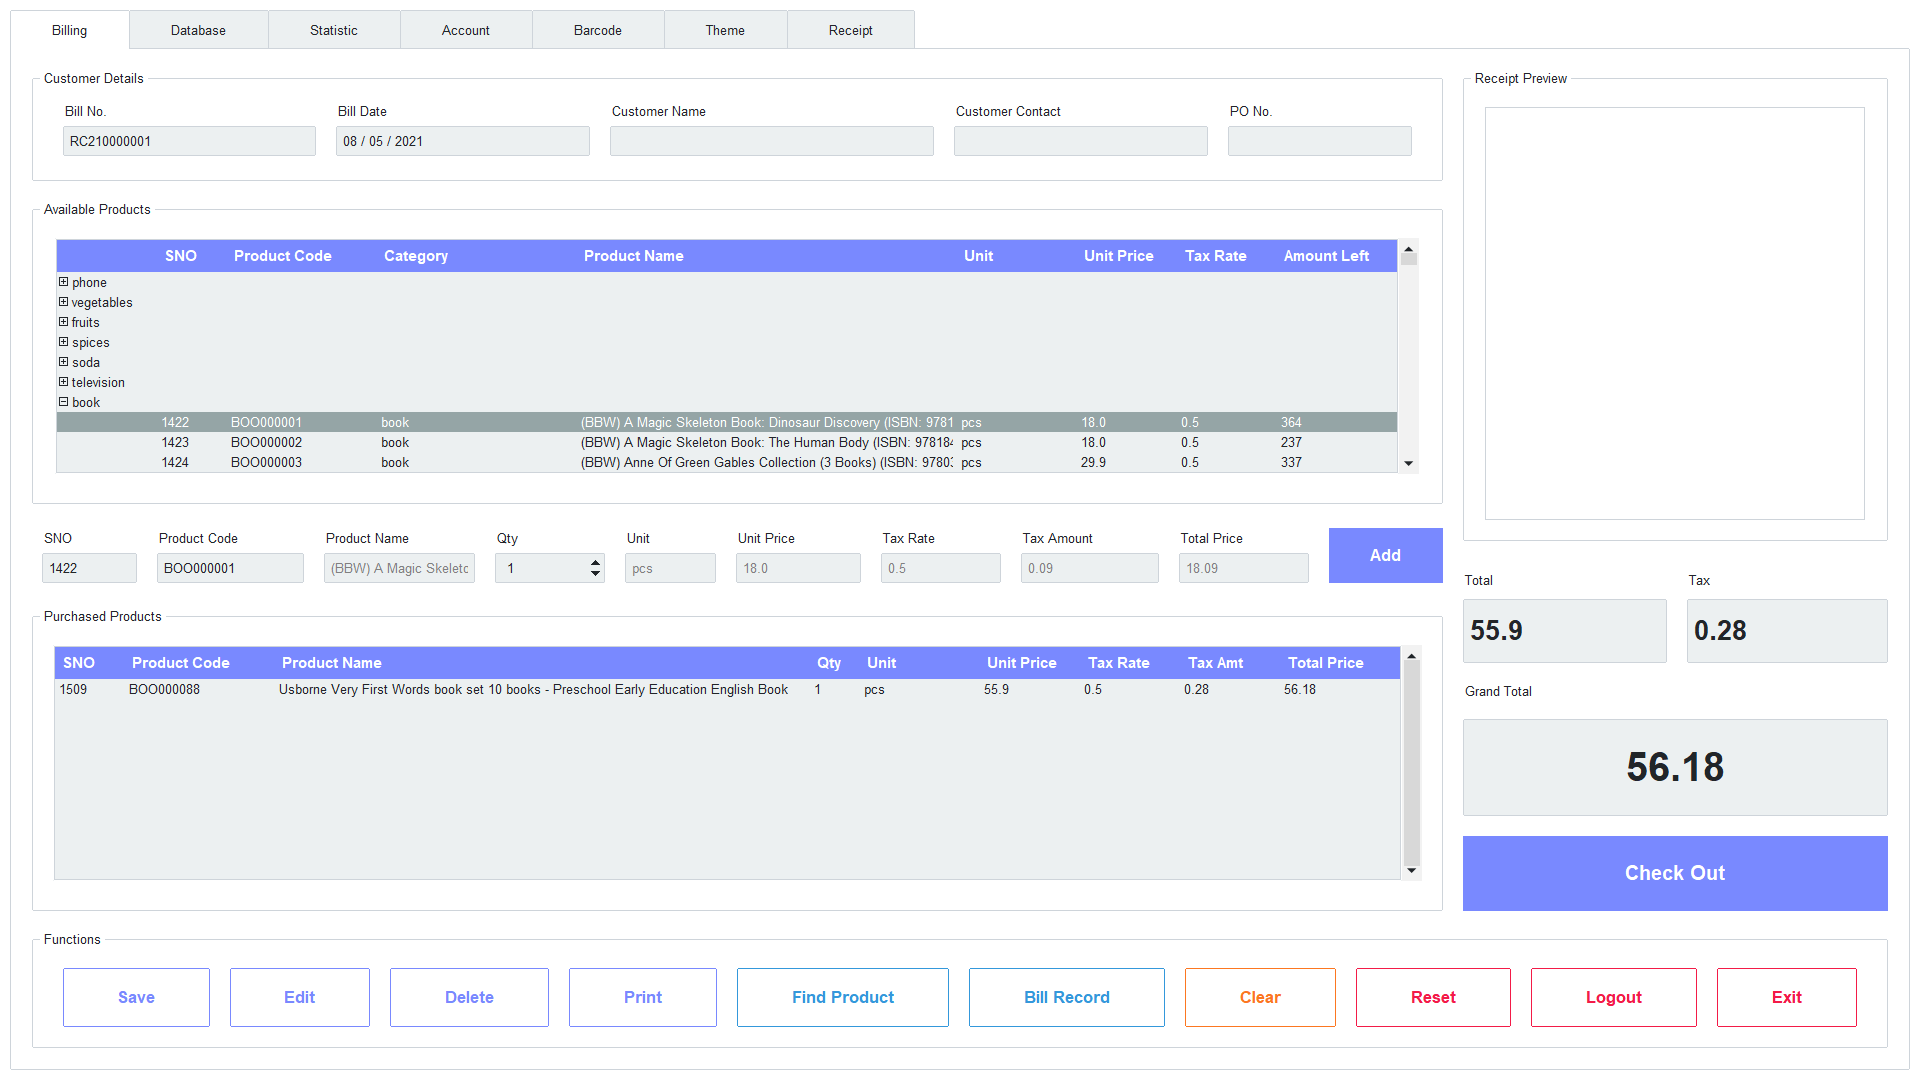 Billing Database Statistic Account Barcode Theme Receipt
Customer Details
Bill No. Bill Date Customer Name Customer Contact PO No.
RC210000001 08 / 05 / 2021
Available Products
SNO Product Code Category Product Name Unit Unit Price Tax Rate Amount Left
phone
vegetables
fruits
spices
soda
television
book
1422 BOO000001 book (BBW) A Magic Skeleton Book: Dinosaur Discovery (ISBN: 9781 pcs 18.0 0.5 364
1423 BOO000002 book (BBW) A Magic Skeleton Book: The Human Body (ISBN: 978184 pcs 18.0 0.5 237
1424 BOO000003 book (BBW) Anne Of Green Gables Collection (3 Books) (ISBN: 9780 pcs 29.9 0.5 337
SNO Product Code Product Name Qty Unit Unit Price Tax Rate Tax Amount Total Price
1422 BOO000001 (BBW) A Magic Skeletc 1 pcs 18.0 0.5 0.09 18.09 Add
Purchased Products
SNO Product Code Product Name Qty Unit Unit Price Tax Rate Tax Amt Total Price
1509 BOO000088 Usborne Very First Words book set 10 books - Preschool Early Education English Book 1 pcs 55.9 0.5 0.28 56.18
Receipt Preview
Total Tax
55.9 0.28
Grand Total
56.18
Check Out
Functions
Save Edit Delete Print Find Product Bill Record Clear Reset Logout Exit